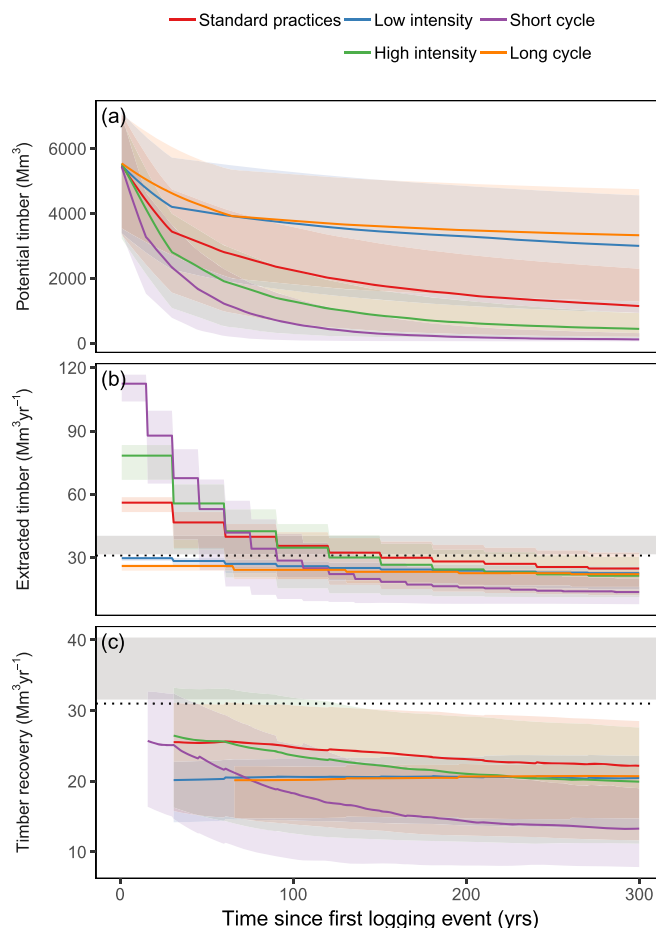 Standard practices Low intensity Short cycle
High intensity Long cycle
(a)
Potential timber (Mm³)
6000
4000
2000
0
(b)
Extracted timber (Mm³yr⁻¹)
120
90
60
30
(c)
Timber recovery (Mm³yr⁻¹)
40
30
20
10
0 100 200 300
Time since first logging event (yrs)